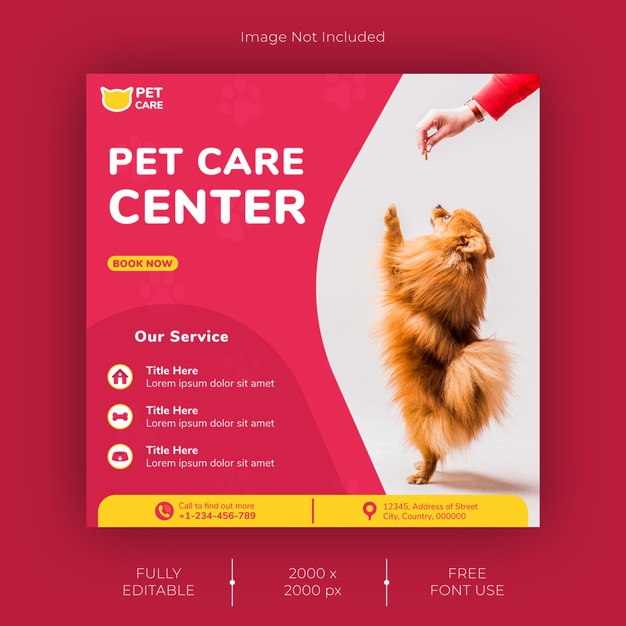 Image Not Included
PET
CARE
PET CARE
CENTER
BOOK NOW
Our Service
Title Here
Lorem ipsum dolor sit amet
Title Here
Lorem ipsum dolor sit amet
Title Here
Lorem ipsum dolor sit amet
Call to find out more
+1-234-456-789
12345, Address of Street
City, Country, 000000
FULLY
EDITABLE
2000 x
2000 px
FREE
FONT USE